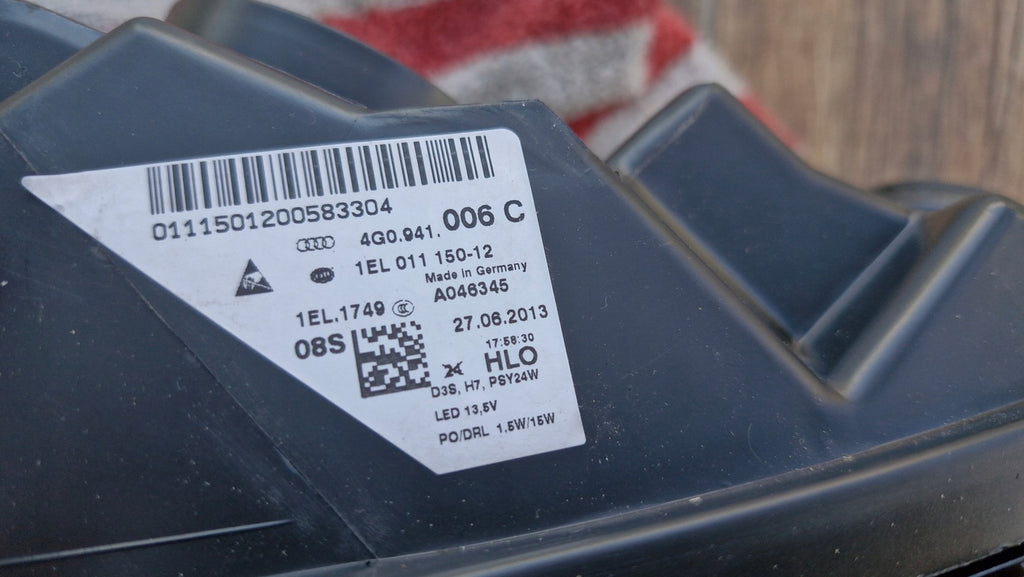 0111501200583304
4G0.941.006 C
1EL 011 150-12
Made in Germany
A046345
1EL.1749
27.06.2013
08S
17:58:30
HLO
D3S, H7, PSY24W
LED 13,5V
PO/DRL 1.5W/15W